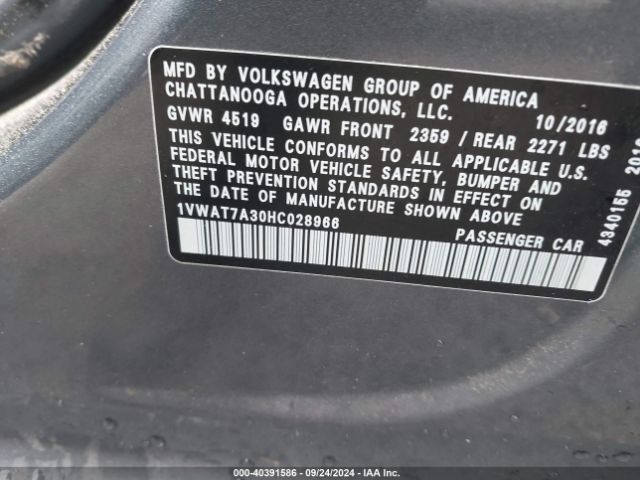 MFD BY VOLKSWAGEN GROUP OF AMERICA
CHATTANOOGA OPERATIONS, LLC. 10/2016
GVWR 4519 GAWR FRONT 2359 / REAR 2271 LBS
THIS VEHICLE CONFORMS TO ALL APPLICABLE U.S.
FEDERAL MOTOR VEHICLE SAFETY, BUMPER AND
THEFT PREVENTION STANDARDS IN EFFECT ON
THE DATE OF MANUFACTURE SHOWN ABOVE
1VWAT7A30HC028966
PASSENGER CAR
4340155
000-40391586 - 09/24/2024 - IAA Inc.